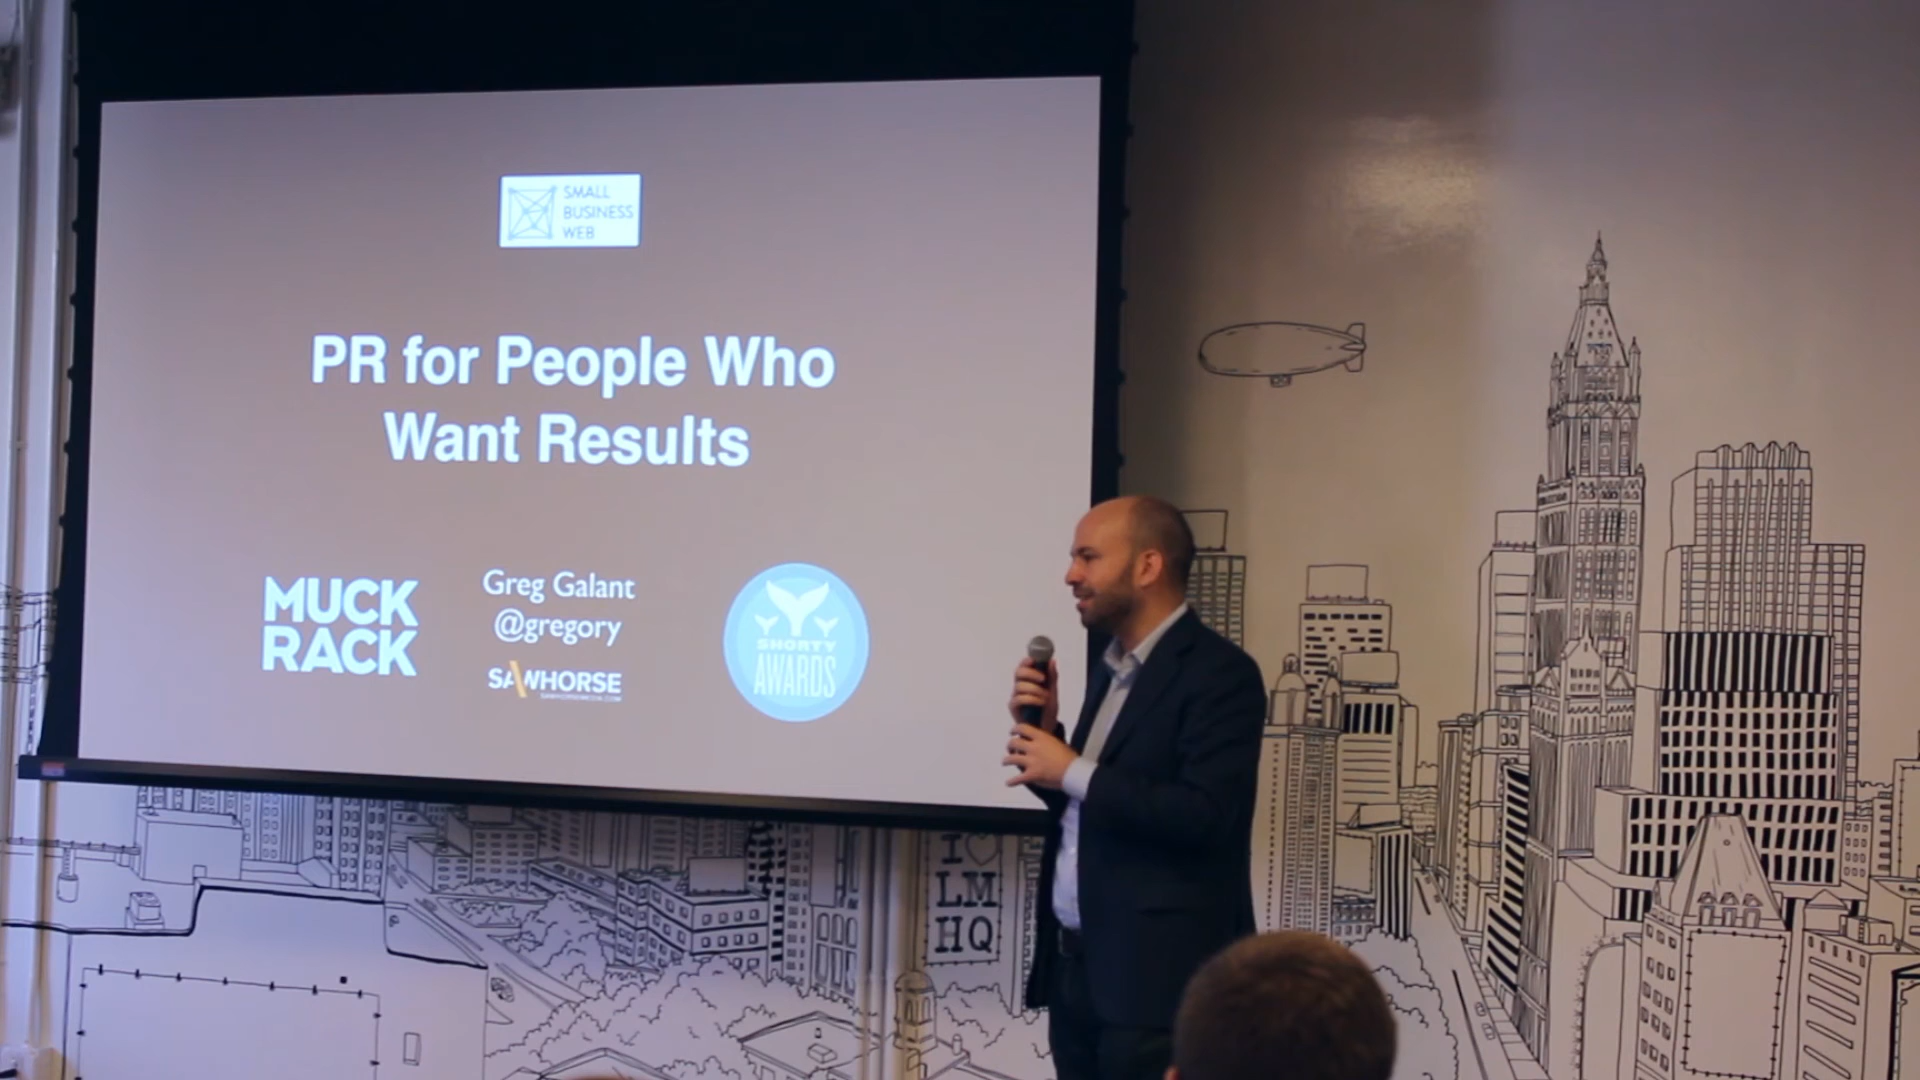 SMALL
BUSINESS
WEB
PR for People Who
Want Results
MUCK
RACK
Greg Galant
@gregory
SAWHORSE
SHORTY
AWARDS
I
LM
HQ